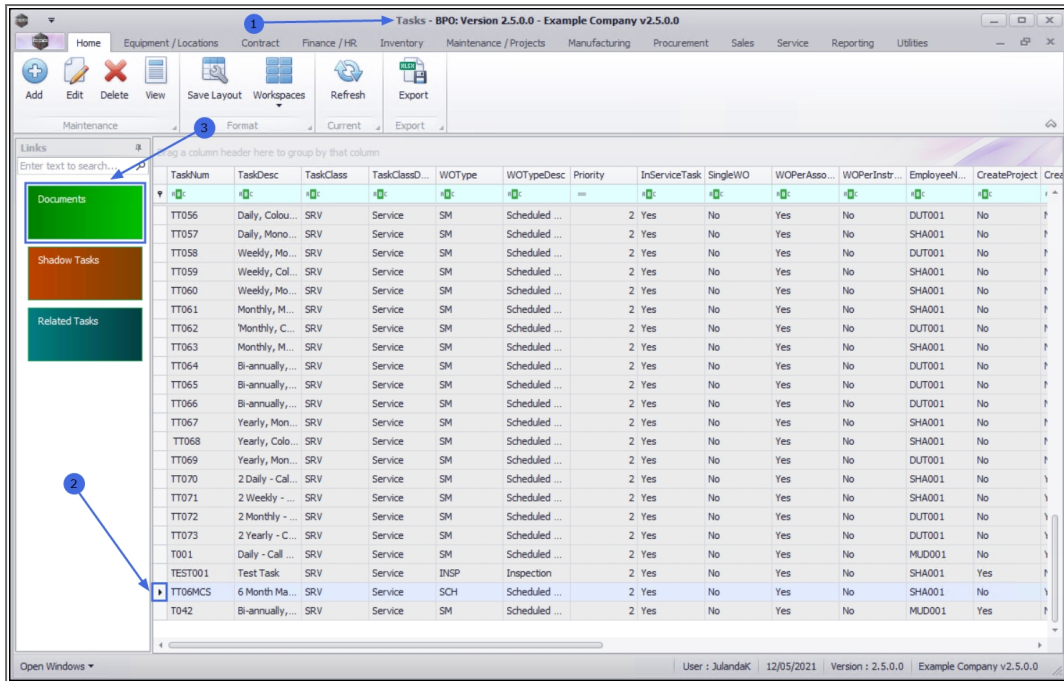 1
Tasks - BPO: Version 2.5.0.0 - Example Company v2.5.0.0
Home Equipment / Locations Contract Finance / HR Inventory Maintenance / Projects Manufacturing Procurement Sales Service Reporting Utilities
Add Edit Delete View Save Layout Workspaces Refresh Export
Maintenance Format Current Export
3
Links
Enter text to search...
Drag a column header here to group by that column
TaskNum TaskDesc TaskClass TaskClassD... WOType WOTypeDesc Priority InServiceTask SingleWO WOPerAsso... WOPerInstr... EmployeeN... CreateProject Crea
Documents
Shadow Tasks
Related Tasks
TT056 Daily, Colou... SRV Service SM Scheduled ... 2 Yes No Yes No DUT001 No
TT057 Daily, Mono... SRV Service SM Scheduled ... 2 Yes No Yes No SHA001 No
TT058 Weekly, Mo... SRV Service SM Scheduled ... 2 Yes No Yes No DUT001 No
TT059 Weekly, Col... SRV Service SM Scheduled ... 2 Yes No Yes No SHA001 No
TT060 Weekly, Mo... SRV Service SM Scheduled ... 2 Yes No Yes No SHA001 No
TT061 Monthly, M... SRV Service SM Scheduled ... 2 Yes No Yes No SHA001 No
TT062 'Monthly, C... SRV Service SM Scheduled ... 2 Yes No Yes No DUT001 No
TT063 Monthly, M... SRV Service SM Scheduled ... 2 Yes No Yes No SHA001 No
TT064 Bi-annually,... SRV Service SM Scheduled ... 2 Yes No Yes No DUT001 No
TT065 Bi-annually,... SRV Service SM Scheduled ... 2 Yes No Yes No DUT001 No
TT066 Bi-annually,... SRV Service SM Scheduled ... 2 Yes No Yes No DUT001 No
TT067 Yearly, Mon... SRV Service SM Scheduled ... 2 Yes No Yes No SHA001 No
TT068 Yearly, Colo... SRV Service SM Scheduled ... 2 Yes No Yes No SHA001 No
TT069 Yearly, Mon... SRV Service SM Scheduled ... 2 Yes No Yes No DUT001 No
TT070 2 Daily - Cal... SRV Service SM Scheduled ... 2 Yes No Yes No SHA001 No
TT071 2 Weekly - ... SRV Service SM Scheduled ... 2 Yes No Yes No SHA001 No
2
TT072 2 Monthly - ... SRV Service SM Scheduled ... 2 Yes No Yes No DUT001 No
TT073 2 Yearly - C... SRV Service SM Scheduled ... 2 Yes No Yes No DUT001 No
T001 Daily - Call ... SRV Service SM Scheduled ... 2 Yes No Yes No MUD001 No
TEST001 Test Task SRV Service INSP Inspection 2 Yes No Yes No SHA001 Yes
TT06MCS 6 Month Ma... SRV Service SCH Scheduled ... 2 Yes No Yes No SHA001 No
T042 Bi-annually,... SRV Service SM Scheduled ... 2 Yes No Yes No MUD001 Yes
Open Windows User : JulandaK 12/05/2021 Version : 2.5.0.0 Example Company v2.5.0.0